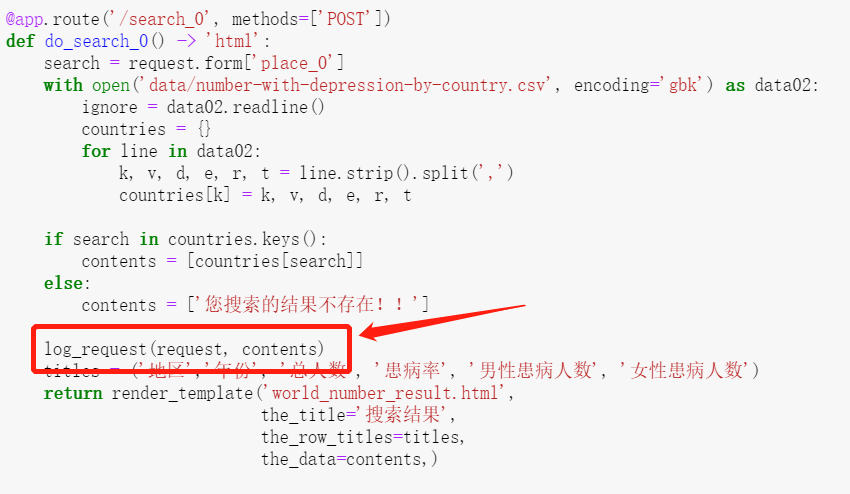 @app.route('/search_0', methods=['POST'])
def do_search_0() -> 'html':
    search = request.form['place_0']
    with open('data/number-with-depression-by-country.csv', encoding='gbk') as data02:
        ignore = data02.readline()
        countries = {}
        for line in data02:
            k, v, d, e, r, t = line.strip().split(',')
            countries[k] = k, v, d, e, r, t
    if search in countries.keys():
        contents = [countries[search]]
    else:
        contents = ['您搜索的结果不存在！！']
    log_request(request, contents)
    titles = ('地区','年份', '总人数', '患病率', '男性患病人数', '女性患病人数')
    return render_template('world_number_result.html',
                           the_title='搜索结果',
                           the_row_titles=titles,
                           the_data=contents,)